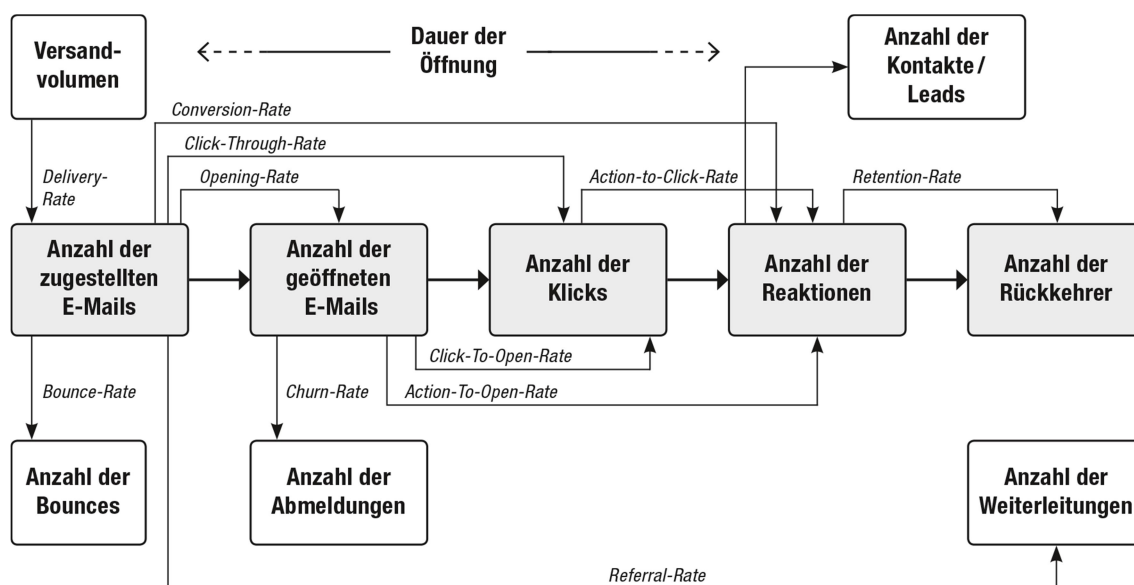 Versand-
volumen
Dauer der
Öffnung
Anzahl der
Kontakte /
Leads
Conversion-Rate
Click-Through-Rate
Delivery-
Rate
Opening-Rate
Action-to-Click-Rate
Retention-Rate
Anzahl der
zugestellten
E-Mails
Anzahl der
geöffneten
E-Mails
Anzahl der
Klicks
Anzahl der
Reaktionen
Anzahl der
Rückkehrer
Click-To-Open-Rate
Bounce-Rate
Churn-Rate
Action-To-Open-Rate
Anzahl der
Bounces
Anzahl der
Abmeldungen
Anzahl der
Weiterleitungen
Referral-Rate